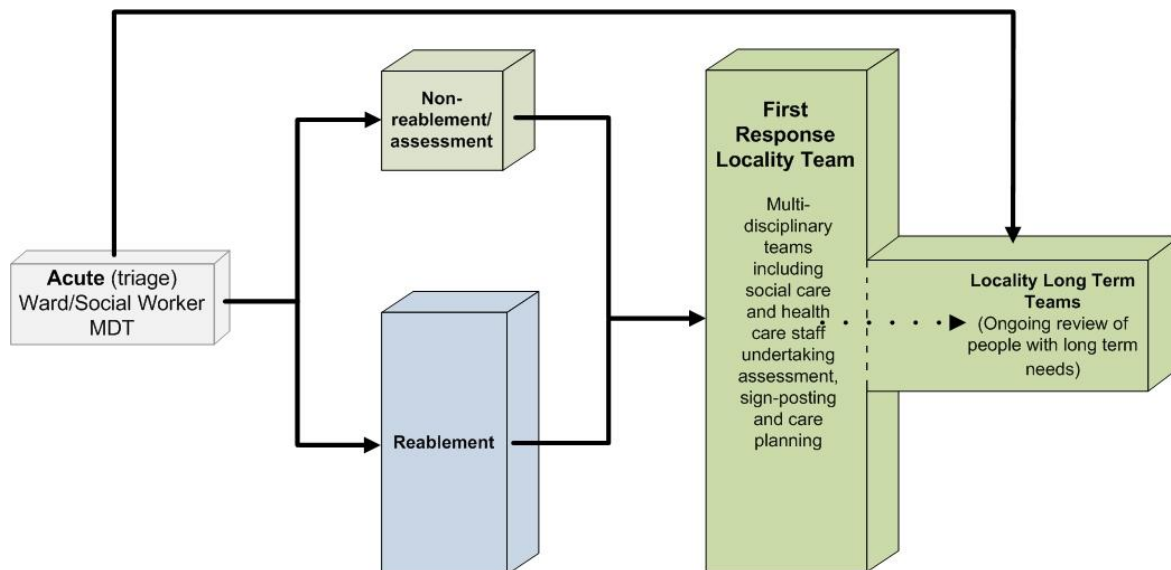 Acute (triage)
Ward/Social Worker
MDT
Non-
reablement/
assessment
Reablement
First
Response
Locality Team
Multi-
disciplinary
teams
including
social care
and health
care staff
undertaking
assessment,
sign-posting
and care
planning
Locality Long Term
Teams
(Ongoing review of
people with long term
needs)